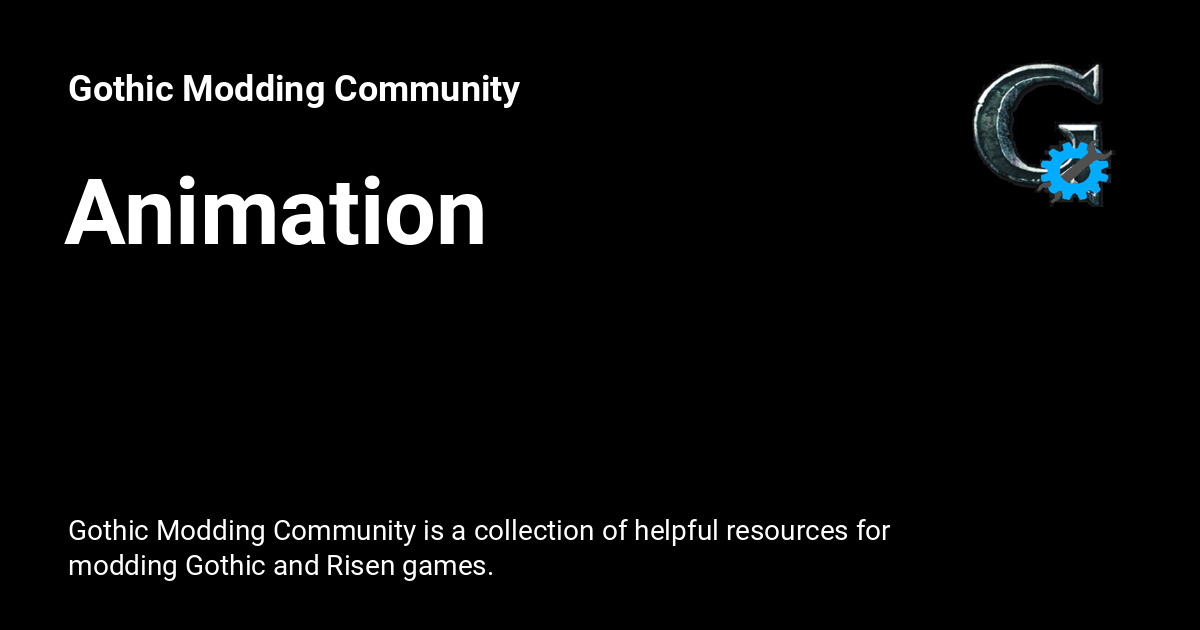 Gothic Modding Community
Animation
G
Gothic Modding Community is a collection of helpful resources for
modding Gothic and Risen games.